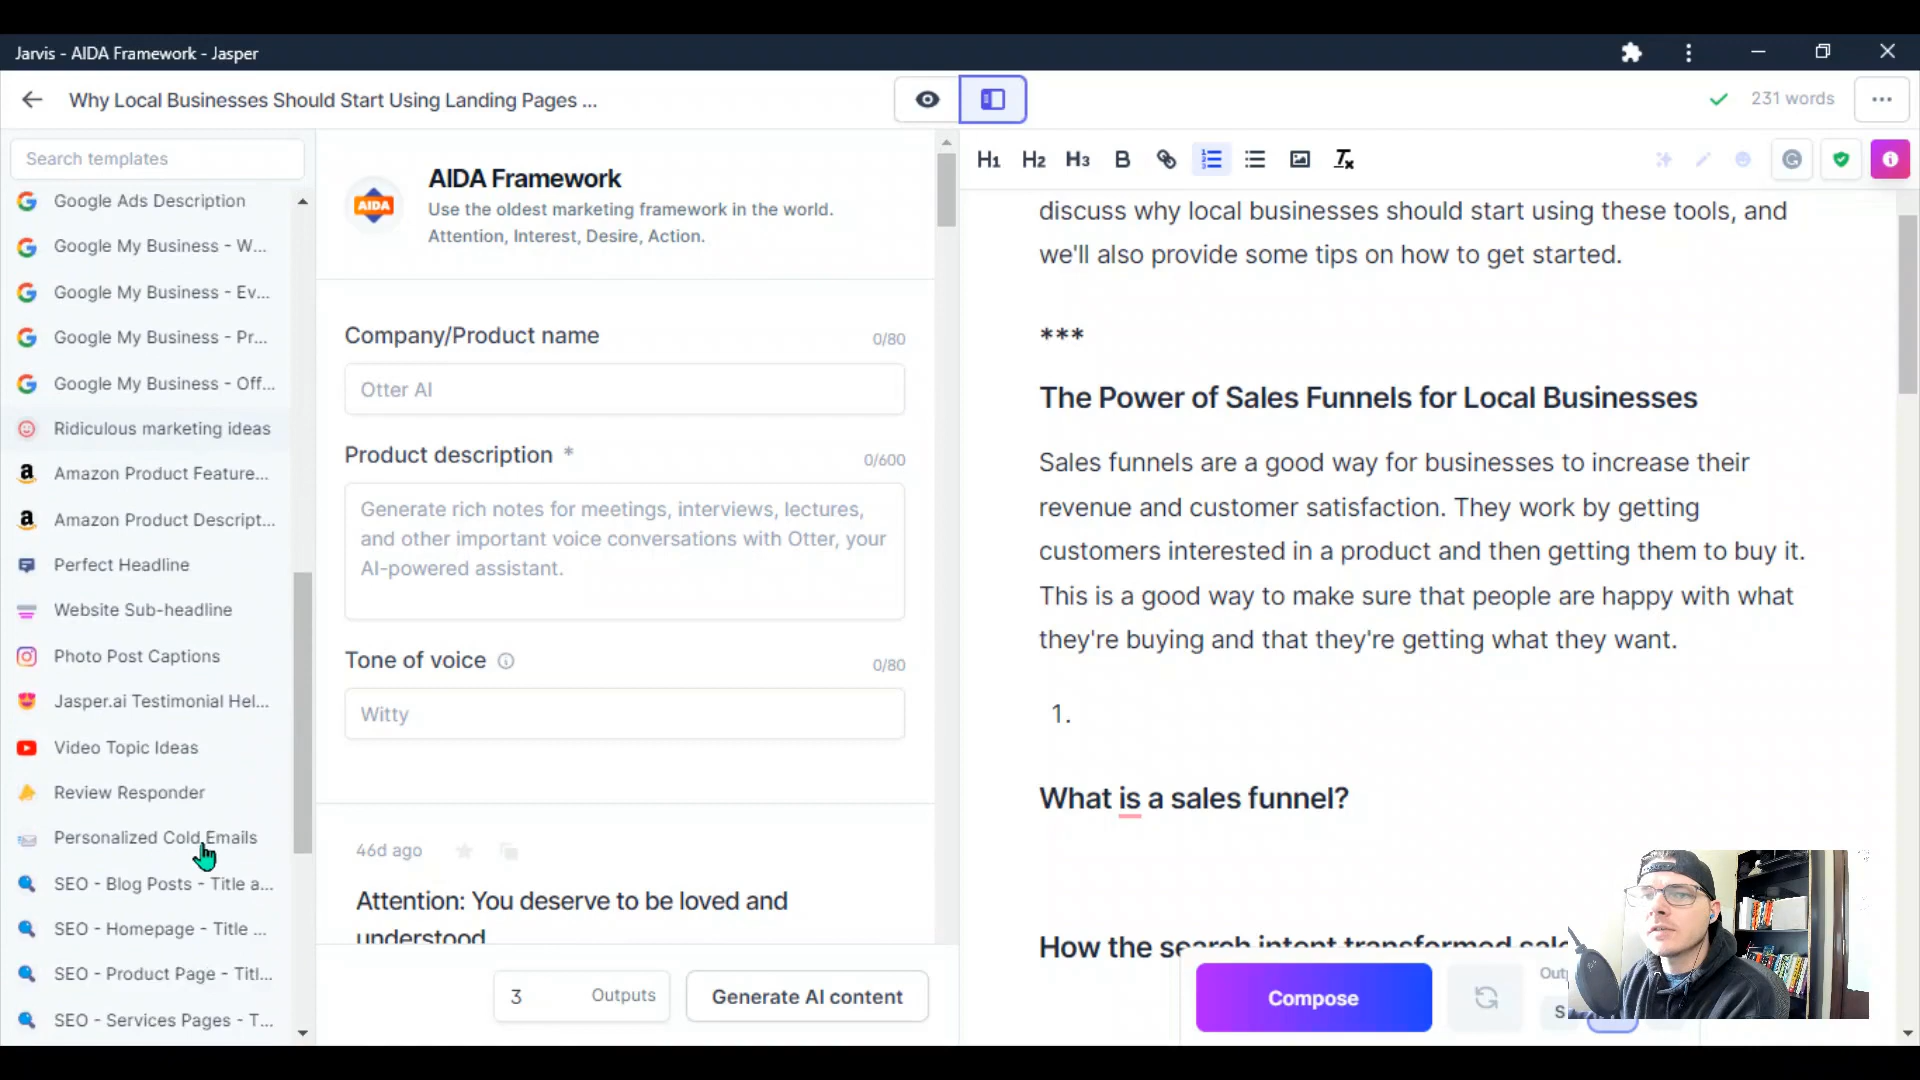 Jarvis - AIDA Framework - Jasper
Why Local Businesses Should Start Using Landing Pages ...
231 words
Search templates
Google Ads Description
Google My Business - W...
Google My Business - Ev...
Google My Business - Pr...
Google My Business - Off...
Ridiculous marketing ideas
Amazon Product Feature...
Amazon Product Descript...
Perfect Headline
Website Sub-headline
Photo Post Captions
Jasper.ai Testimonial Hel...
Video Topic Ideas
Review Responder
Personalized Cold Emails
SEO - Blog Posts - Title a...
SEO - Homepage - Title ...
SEO - Product Page - Titl...
SEO - Services Pages - T...
AIDA
AIDA Framework
Use the oldest marketing framework in the world.
Attention, Interest, Desire, Action.
Company/Product name
0/80
Otter AI
Product description *
0/600
Generate rich notes for meetings, interviews, lectures,
and other important voice conversations with Otter, your
AI-powered assistant.
Tone of voice
0/80
Witty
46d ago
Attention: You deserve to be loved and
understood
3 Outputs
Generate AI content
H1 H2 H3 B
discuss why local businesses should start using these tools, and
we'll also provide some tips on how to get started.
***
The Power of Sales Funnels for Local Businesses
Sales funnels are a good way for businesses to increase their
revenue and customer satisfaction. They work by getting
customers interested in a product and then getting them to buy it.
This is a good way to make sure that people are happy with what
they're buying and that they're getting what they want.
1.
What is a sales funnel?
How the search intent transformed
Compose
S